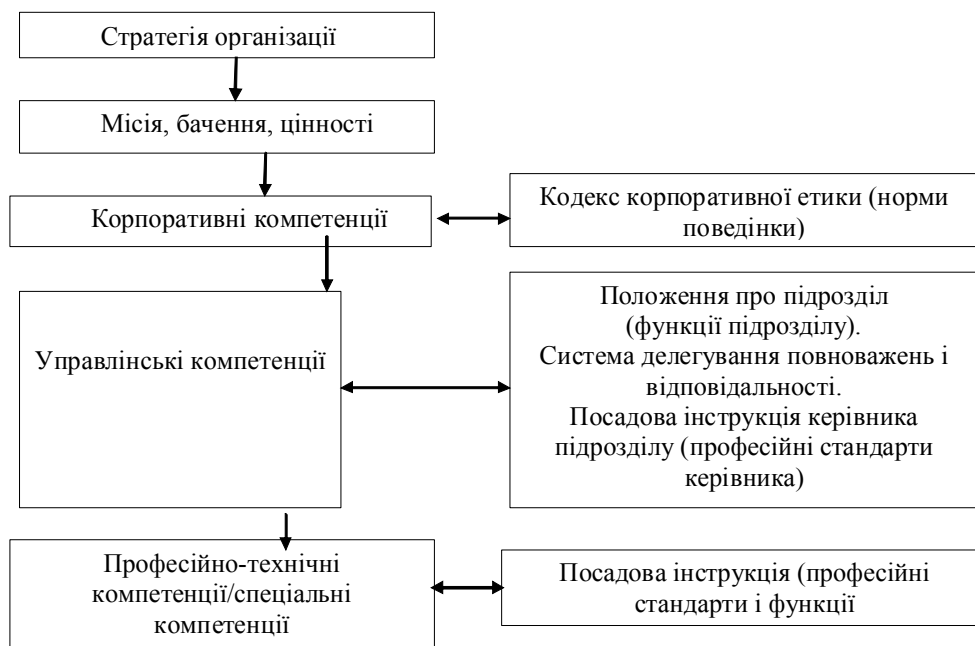 Стратегія організації
Місія, бачення, цінності
Корпоративні компетенції
Кодекс корпоративної етики (норми
поведінки)
Управлінські компетенції
Положення про підрозділ
(функції підрозділу).
Система делегування повноважень і
відповідальності.
Посадова інструкція керівника
підрозділу (професійні стандарти
керівника)
Професійно-технічні
компетенції/спеціальні
компетенції
Посадова інструкція (професійні
стандарти і функції